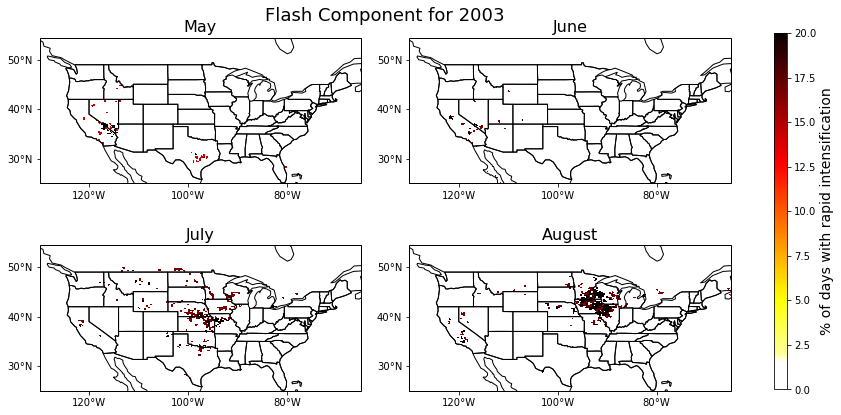 Flash Component for 2003
May
June
50°N
40°N
30°N
120°W
100°W
80°W
50°N
40°N
30°N
120°W
100°W
80°W
July
August
50°N
40°N
30°N
120°W
100°W
80°W
50°N
40°N
30°N
120°W
100°W
80°W
20.0
17.5
15.0
12.5
10.0
7.5
5.0
2.5
0.0
% of days with rapid intensification